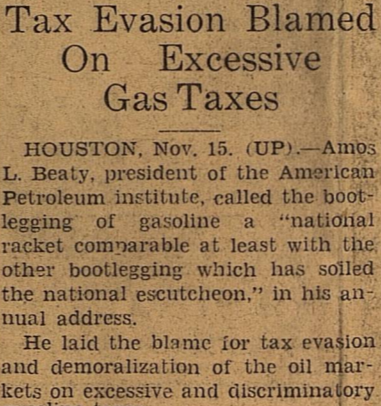 Tax Evasion Blamed
On Excessive
Gas Taxes
HOUSTON, Nov. 15. (UP).—Amos
L. Beaty, president of the American
Petroleum institute, called the boot-
legging of gasoline a "national
racket comparable at least with the
other bootlegging which has soiled
the national escutcheon," in his an-
nual address.
He laid the blame for tax evasion
and demoralization of the oil mar-
kets on excessive and discriminatory